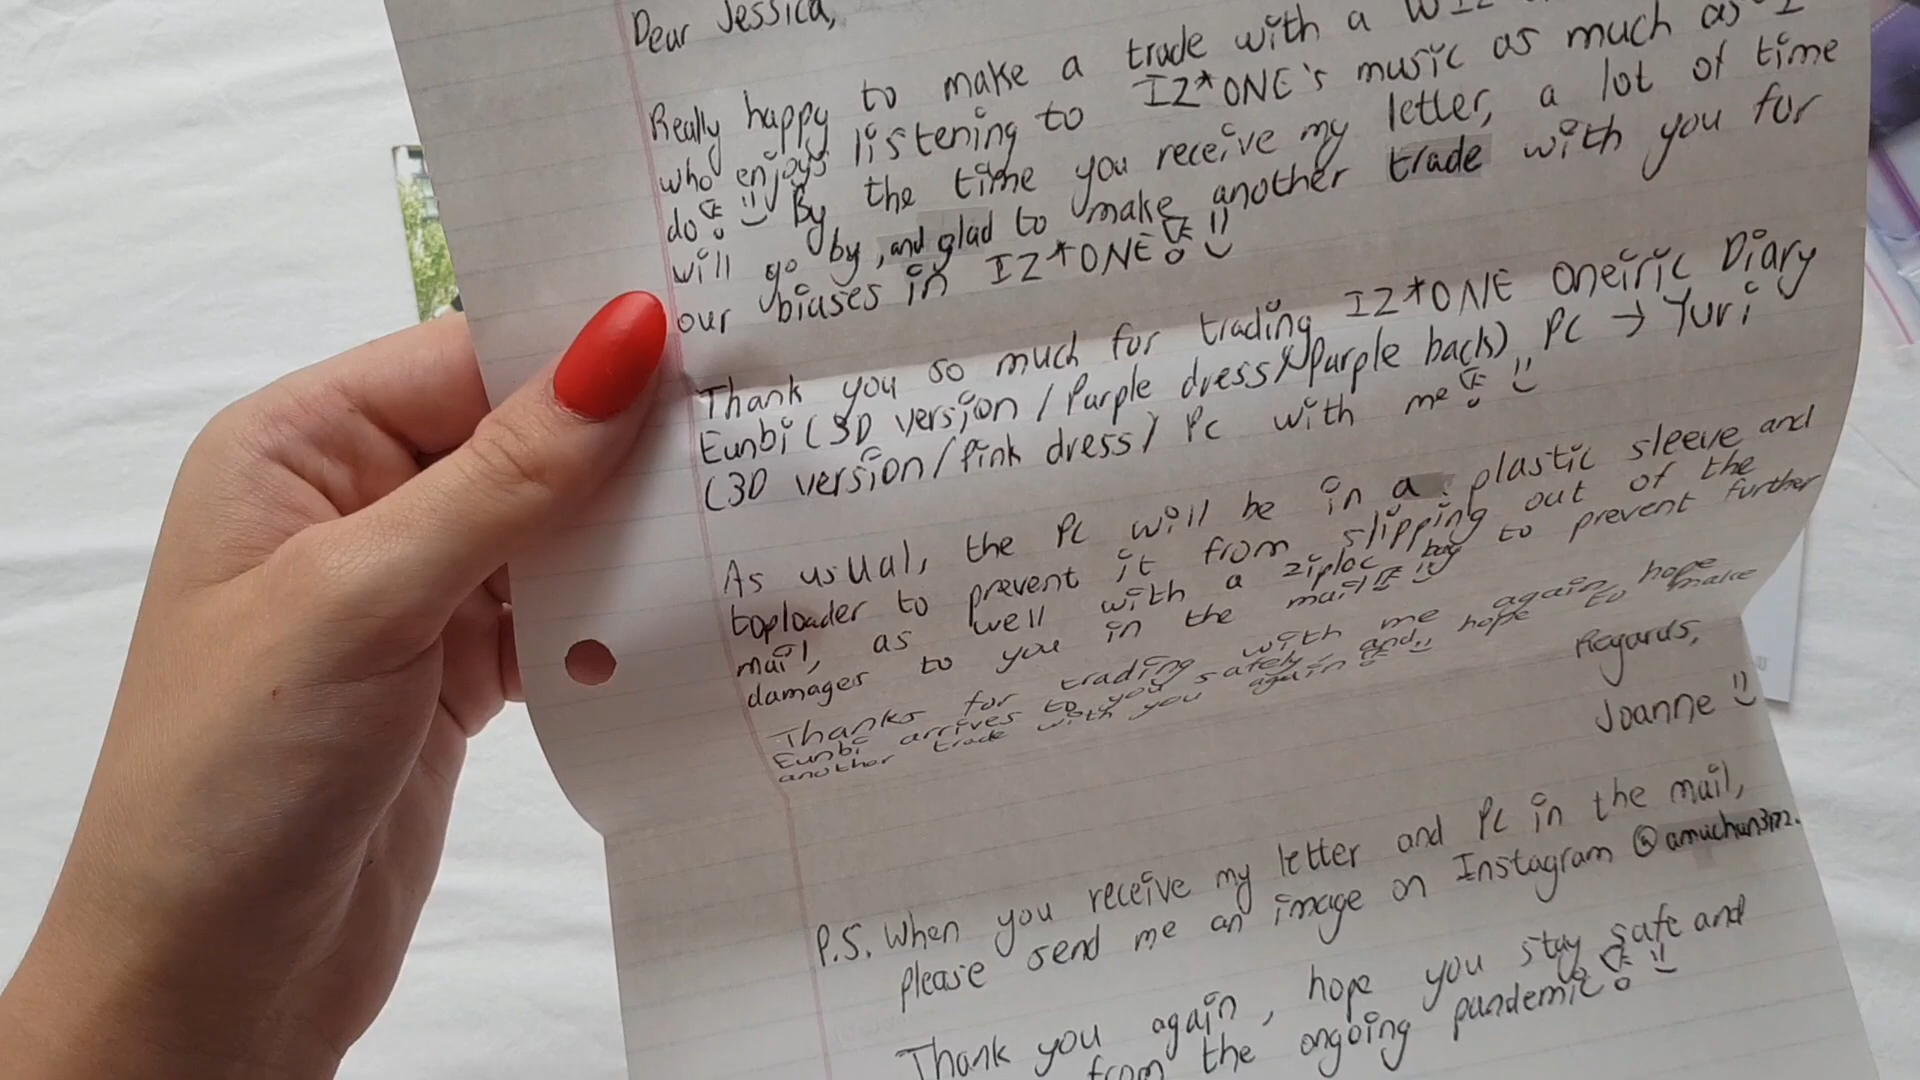 Dear Jessica,
Really happy to make a trade with a WIZ
who enjoys listening to IZ*ONE's music as much as I
do! By the time you receive my letter, a lot of time
will go by, and glad to make another trade with you for
our biases in IZ*ONE!
Thank you so much for trading IZ*ONE Oneiric Diary
Eunbi (3D version / Purple dress Purple back) PC → Yuri
(3D version / Pink dress) PC with me!
As usual, the PC will be in a plastic sleeve and
toploader to prevent it from slipping out of the
mail, as well with a ziploc bag to prevent further
damages to you in the mail!
Thanks for trading with me again, hope
Eunbi arrives to you safely, and hope to make
another trade with you again!
Regards,
Joanne
P.S. When you receive my letter and PC in the mail,
please send me an image on Instagram
Thank you again, hope you stay safe and
from the ongoing pandemic!